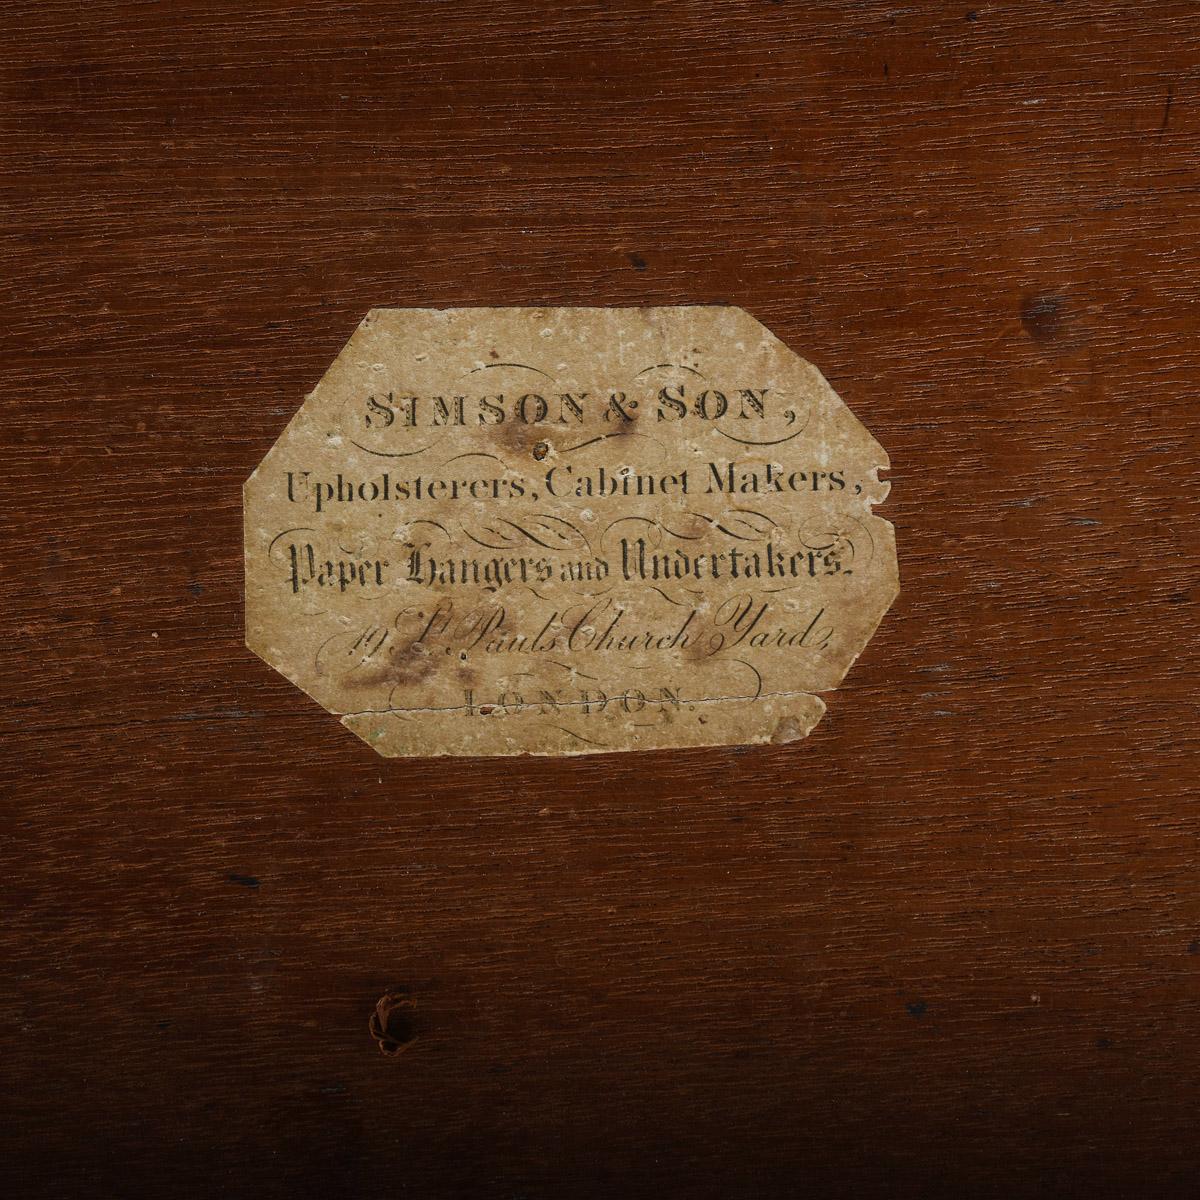 SIMSON & SON,
Upholsterers, Cabinet Makers,
Paper Hangers and Undertakers.
19 St. Pauls Church Yard,
LONDON.